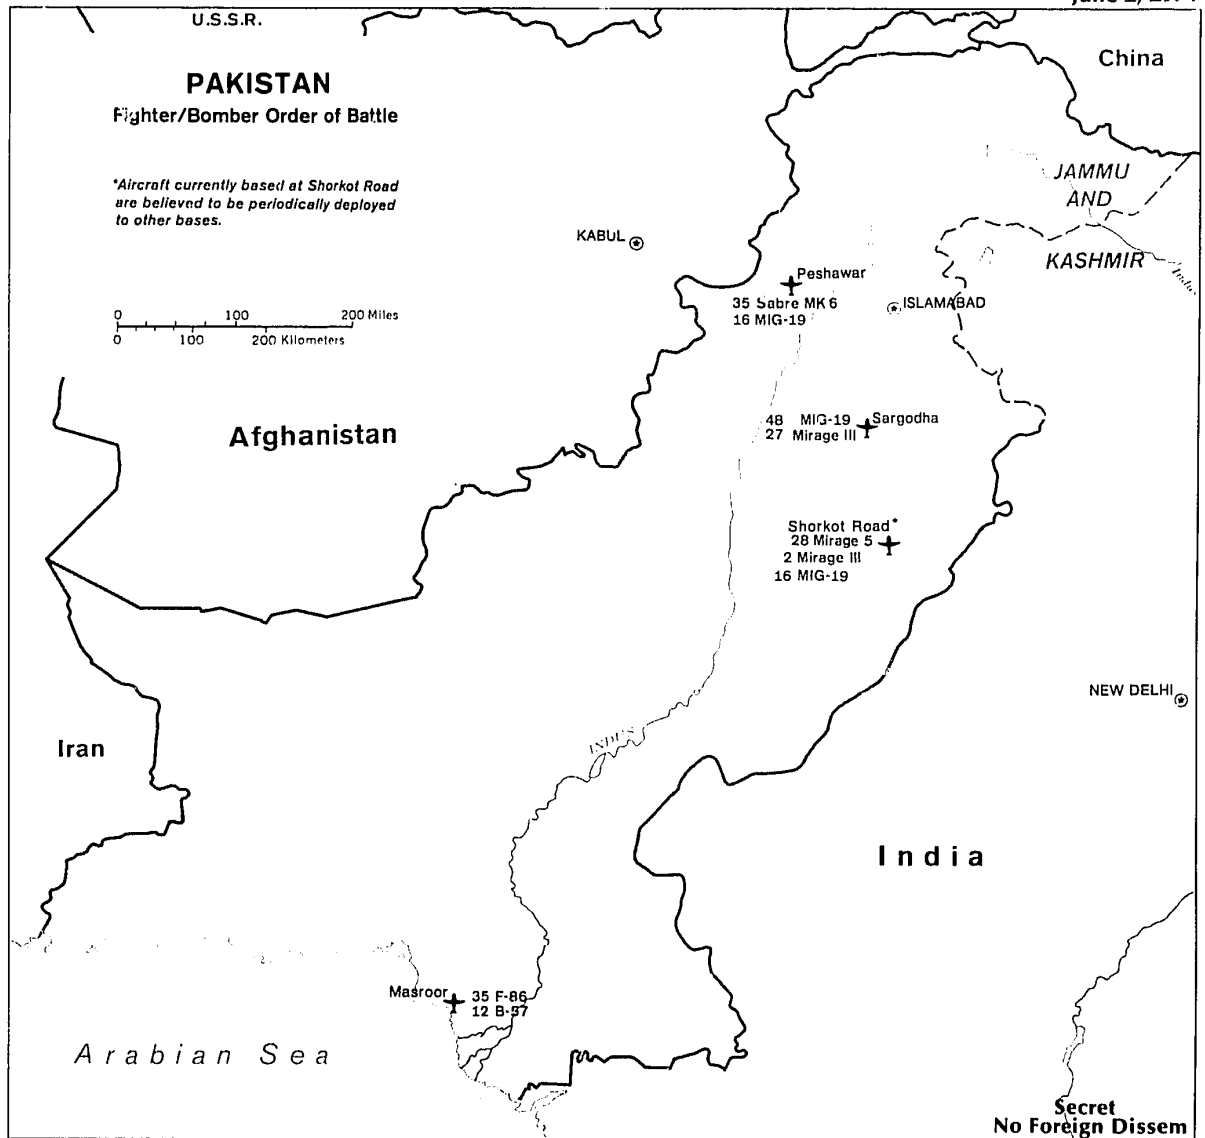 U.S.S.R.
China
PAKISTAN
Fighter/Bomber Order of Battle
*Aircraft currently based at Shorkot Road
are believed to be periodically deployed
to other bases.
JAMMU
AND
KASHMIR
KABUL
Peshawar
35 Sabre MK 6
16 MIG-19
ISLAMABAD
0 100 200 Miles
0 100 200 Kilometers
Afghanistan
48 MIG-19
27 Mirage III
Sargodha
Shorkot Road*
28 Mirage 5
2 Mirage III
16 MIG-19
NEW DELHI
Iran
INDUS
India
Masroor
35 F-86
12 B-57
Arabian Sea
Secret
No Foreign Dissem